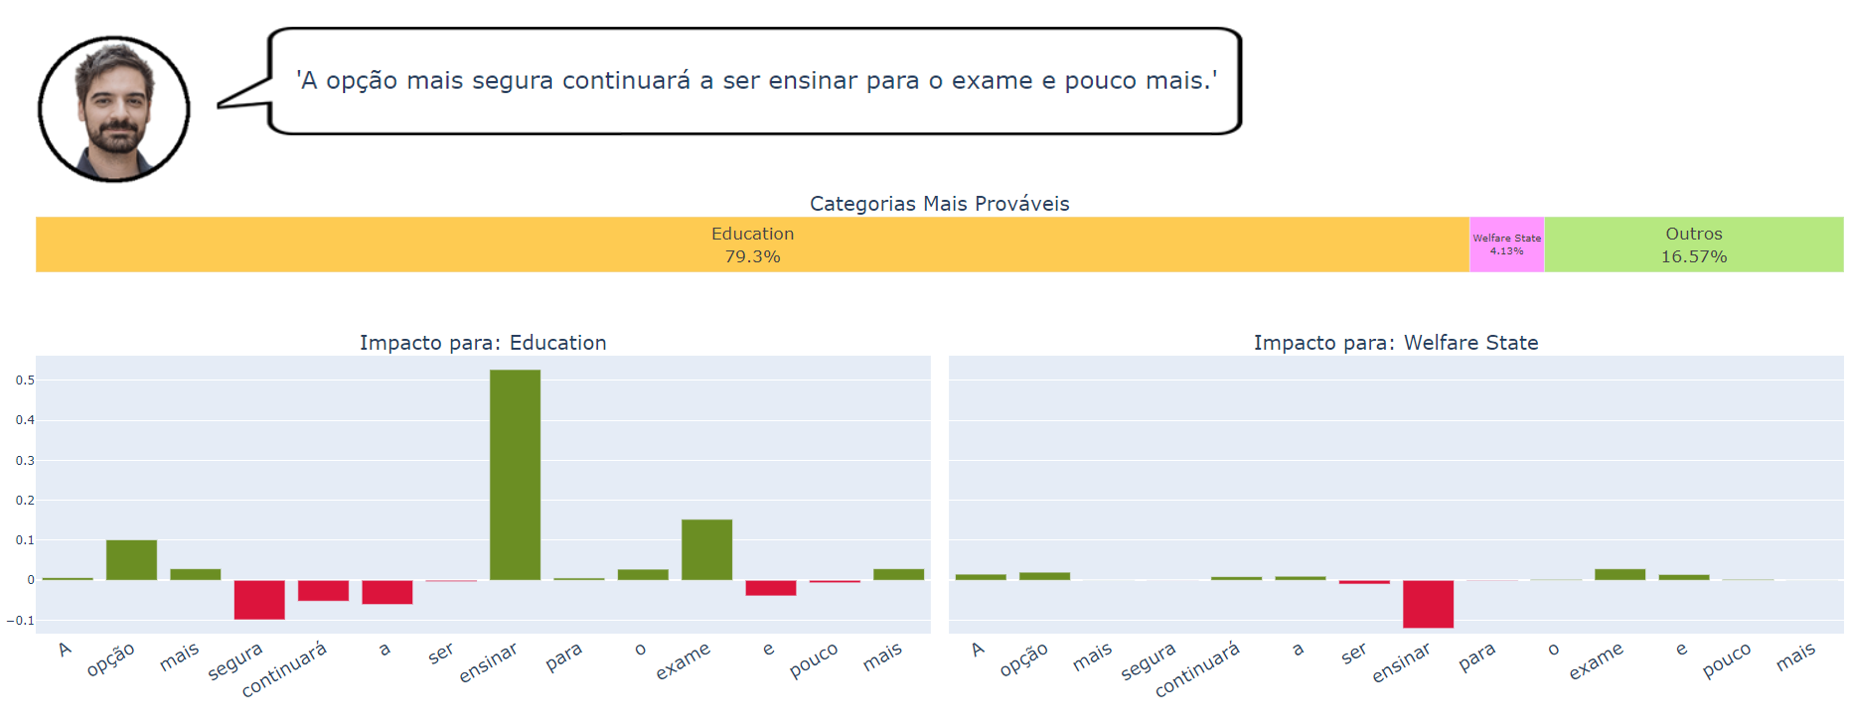 'A opção mais segura continuará a ser ensinar para o exame e pouco mais.'
Categorias Mais Prováveis
Education
79.3%
Welfare State
4.13%
Outros
16.57%
Impacto para: Education
0.5
0.4
0.3
0.2
0.1
0
−0.1
A opção mais segura continuará a ser ensinar para o exame e pouco mais
Impacto para: Welfare State
A opção mais segura continuará a ser ensinar para o exame e pouco mais